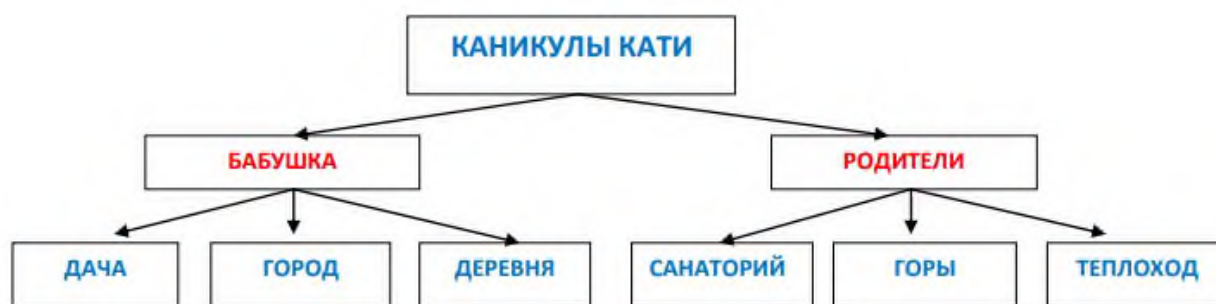 КАНИКУЛЫ КАТИ
БАБУШКА
РОДИТЕЛИ
ДАЧА
ГОРОД
ДЕРЕВНЯ
САНАТОРИЙ
ГОРЫ
ТЕПЛОХОД